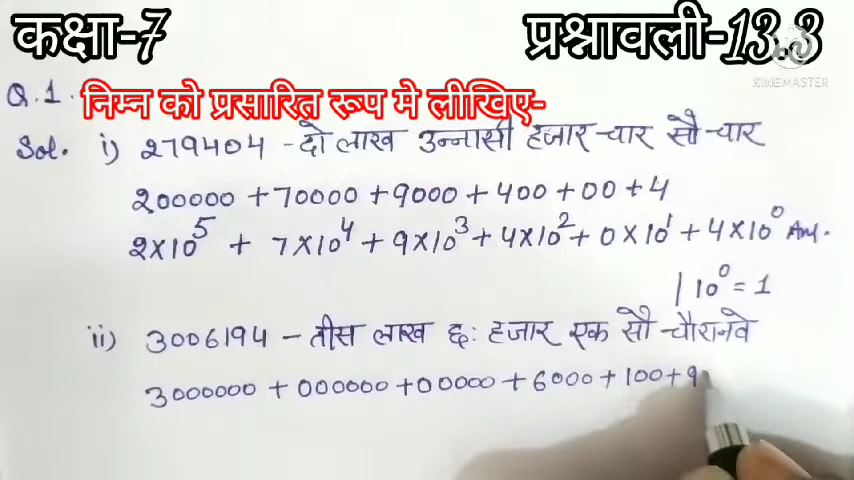 कक्षा-7 प्रश्नावली-13.3
KINEMASTER
Q.1. निम्न को प्रसारित रूप मे लीखिए-
Sol. i) 279404 - दो लाख उन्नासी हजार चार सौ चार
200000 + 70000 + 9000 + 400 + 00 + 4
2×10⁵ + 7×10⁴ + 9×10³ + 4×10² + 0×10¹ + 4×10⁰ Ans.
| 10⁰ = 1
ii) 3006194 - तीस लाख छः हजार एक सौ चौरानवे
3000000 + 000000 + 00000 + 6000 + 100 + 9